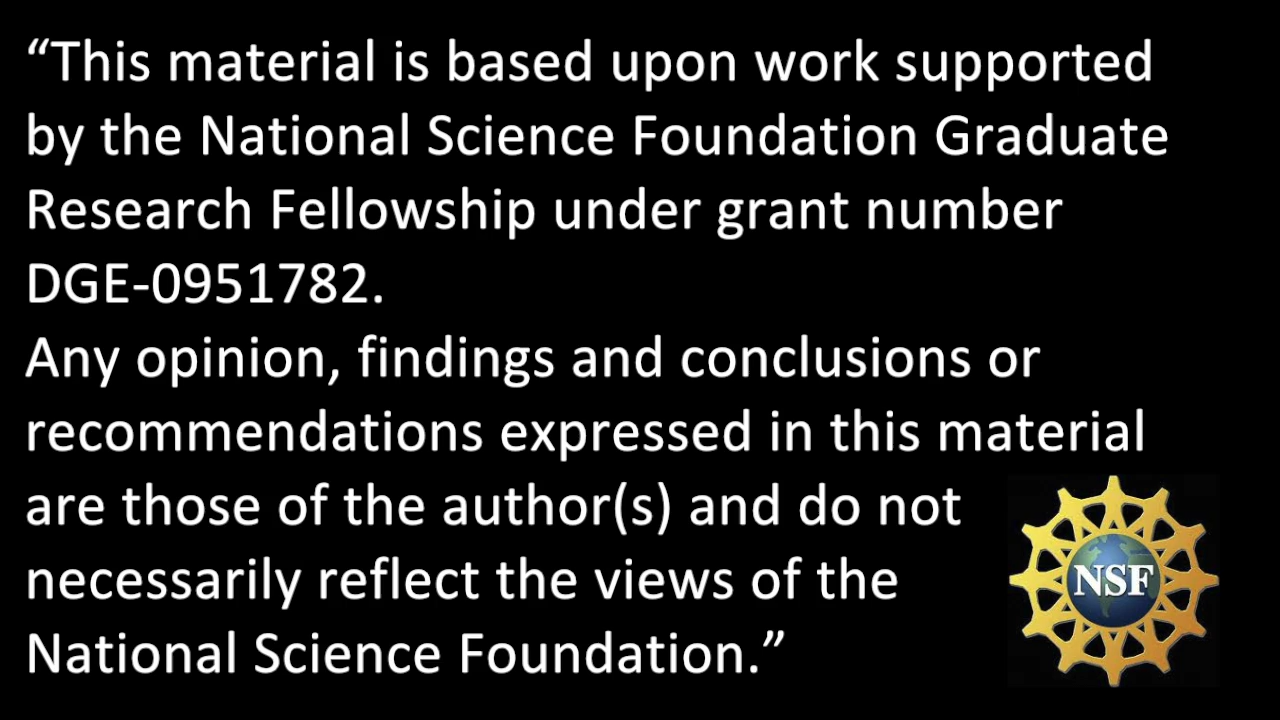 “This material is based upon work supported
by the National Science Foundation Graduate
Research Fellowship under grant number
DGE-0951782.
Any opinion, findings and conclusions or
recommendations expressed in this material
are those of the author(s) and do not
necessarily reflect the views of the
National Science Foundation.”
NSF